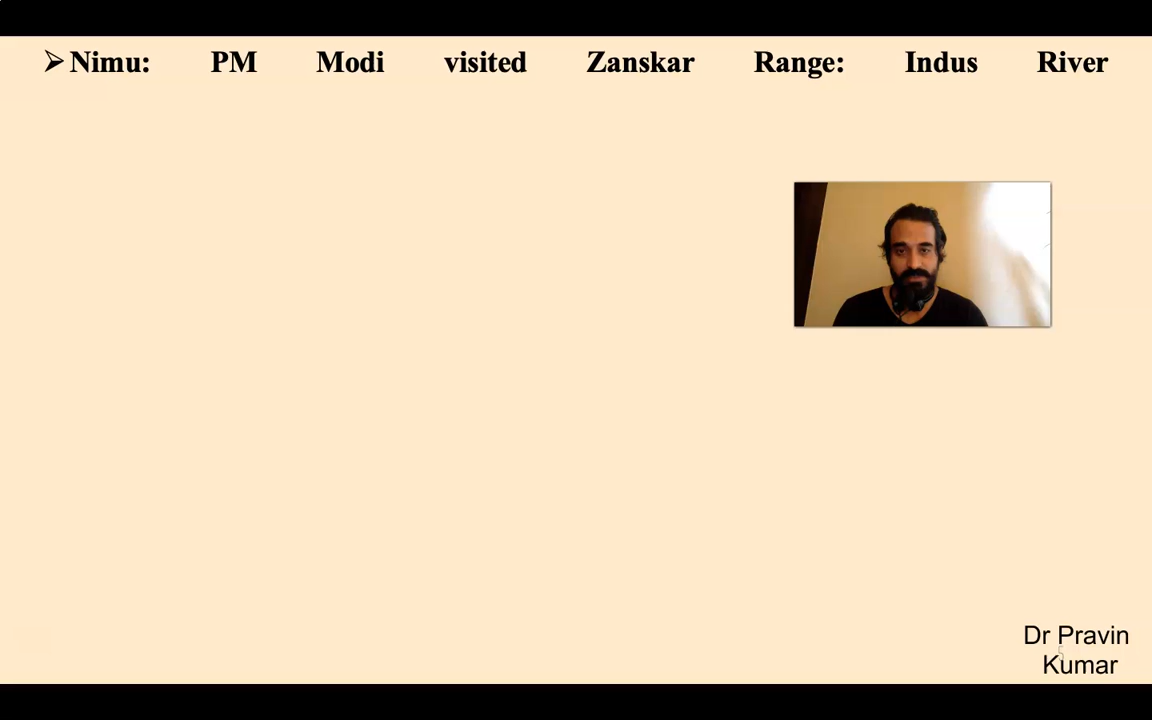 ➢Nimu: PM Modi visited Zanskar Range: Indus River
Dr Pravin
Kumar